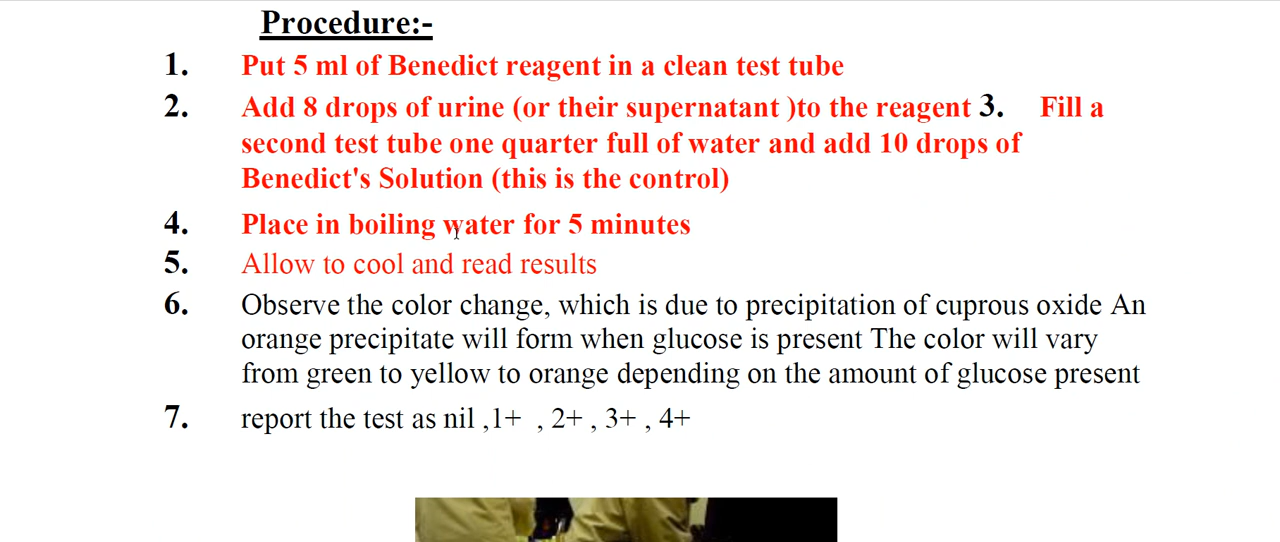 Procedure:-
1. Put 5 ml of Benedict reagent in a clean test tube
2. Add 8 drops of urine (or their supernatant )to the reagent 3. Fill a
second test tube one quarter full of water and add 10 drops of
Benedict's Solution (this is the control)
4. Place in boiling water for 5 minutes
5. Allow to cool and read results
6. Observe the color change, which is due to precipitation of cuprous oxide An
orange precipitate will form when glucose is present The color will vary
from green to yellow to orange depending on the amount of glucose present
7. report the test as nil ,1+ , 2+ , 3+ , 4+